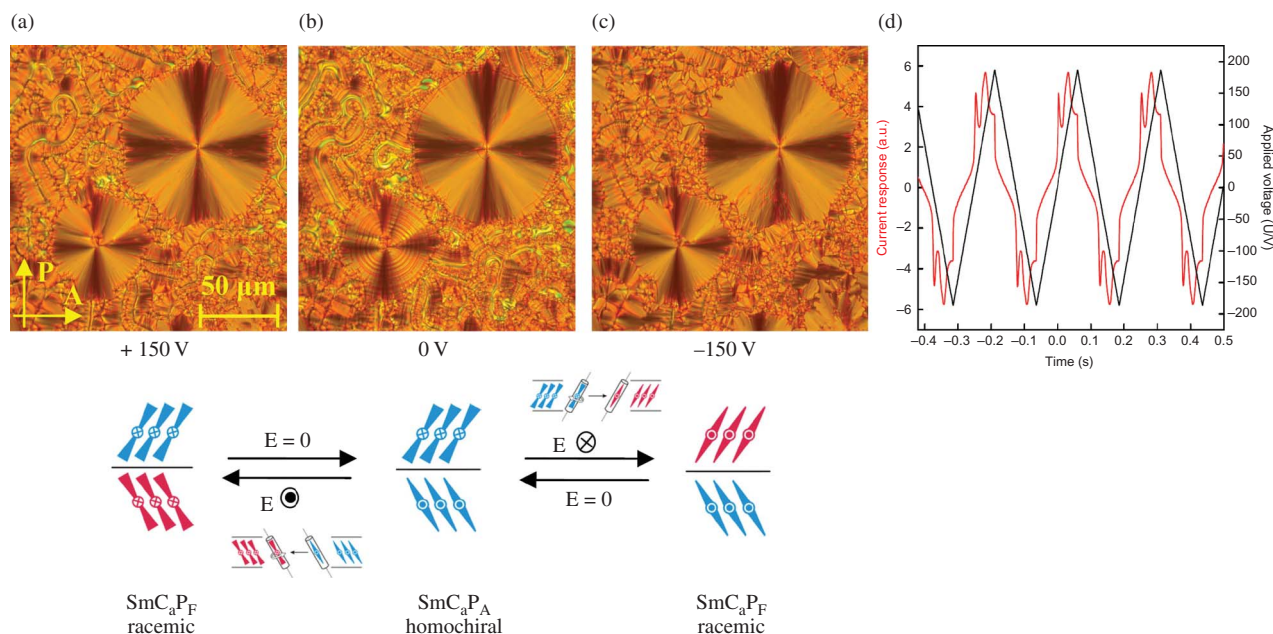 (a)
(b)
(c)
(d)
P
A
50 µm
+ 150 V
0 V
–150 V
6
4
2
0
–2
–4
–6
Current response (a.u.)
200
150
100
50
0
–50
–100
–150
–200
Applied voltage (U/V)
–0.4 –0.3 –0.2 –0.1 0.0 0.1 0.2 0.3 0.4 0.5
Time (s)
E = 0
E
E
E = 0
SmCaPF
racemic
SmCaPA
homochiral
SmCaPF
racemic